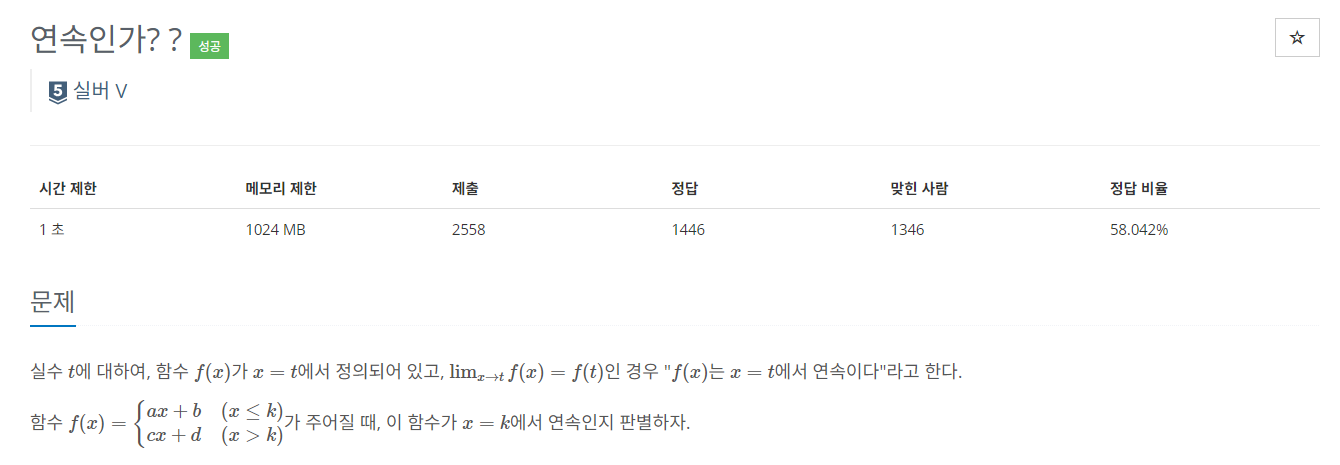 연속인가? ? 성공
☆
5 실버 V
시간 제한 메모리 제한 제출 정답 맞힌 사람 정답 비율
1 초 1024 MB 2558 1446 1346 58.042%
문제
실수 t에 대하여, 함수 f(x)가 x = t에서 정의되어 있고, lim_{x→t} f(x) = f(t)인 경우 "f(x)는 x = t에서 연속이다"라고 한다.
함수 f(x) = { ax + b (x ≤ k)
cx + d (x > k) 가 주어질 때, 이 함수가 x = k에서 연속인지 판별하자.